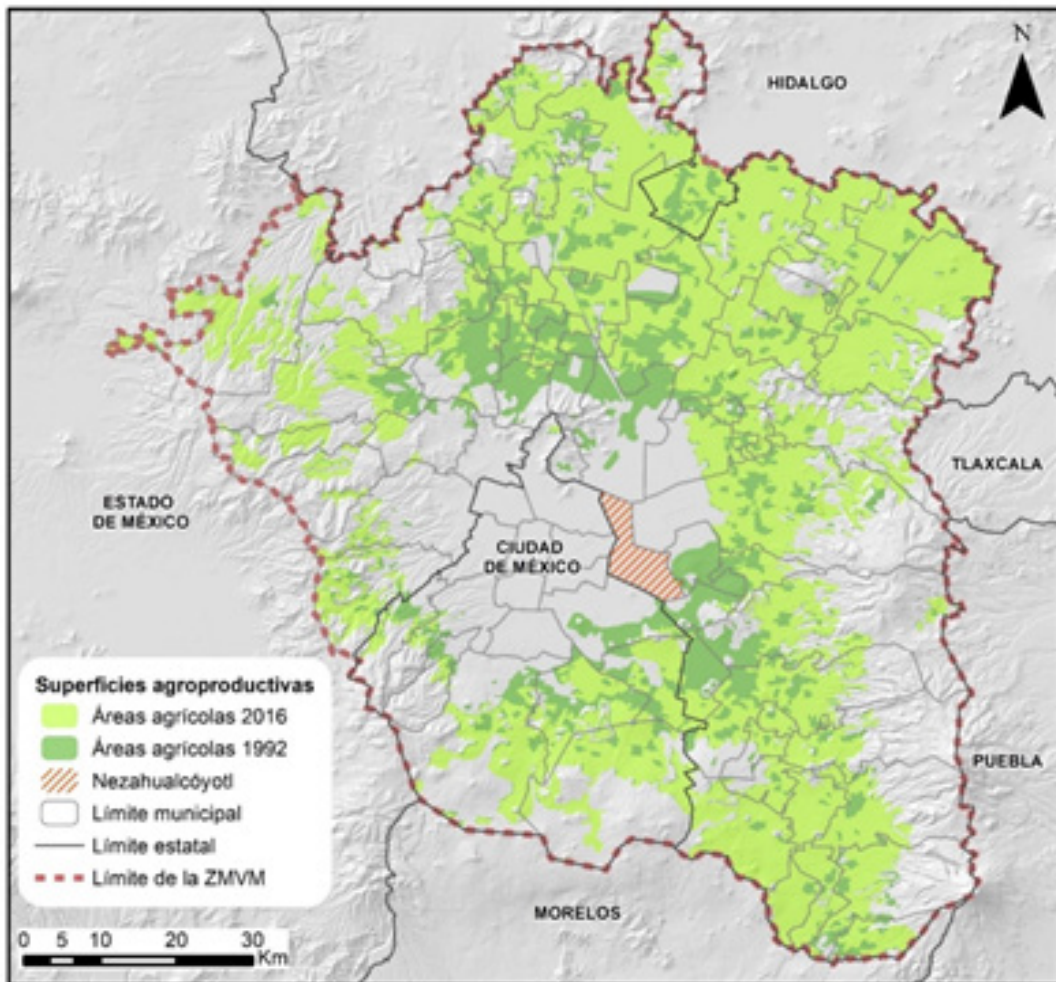 N
HIDALGO
TLAXCALA
ESTADO
DE MÉXICO
CIUDAD
DE MÉXICO
PUEBLA
MORELOS
Superficies agroproductivas
Áreas agrícolas 2016
Áreas agrícolas 1992
Nezahualcóyotl
Límite municipal
Límite estatal
Límite de la ZMVM
0 5 10 20 30
Km